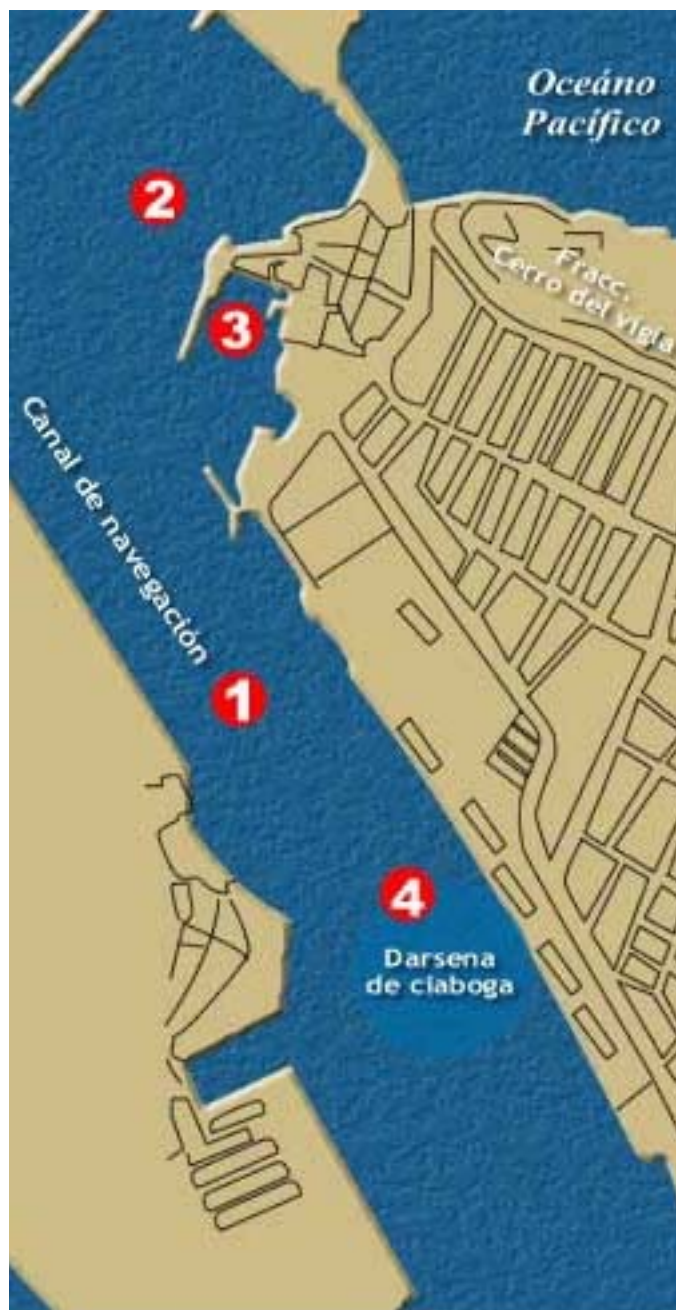 Oceáno
Pacífico
2
Fracc.
Cerro del vigía
3
Canal de navegación
1
4
Darsena
de ciaboga